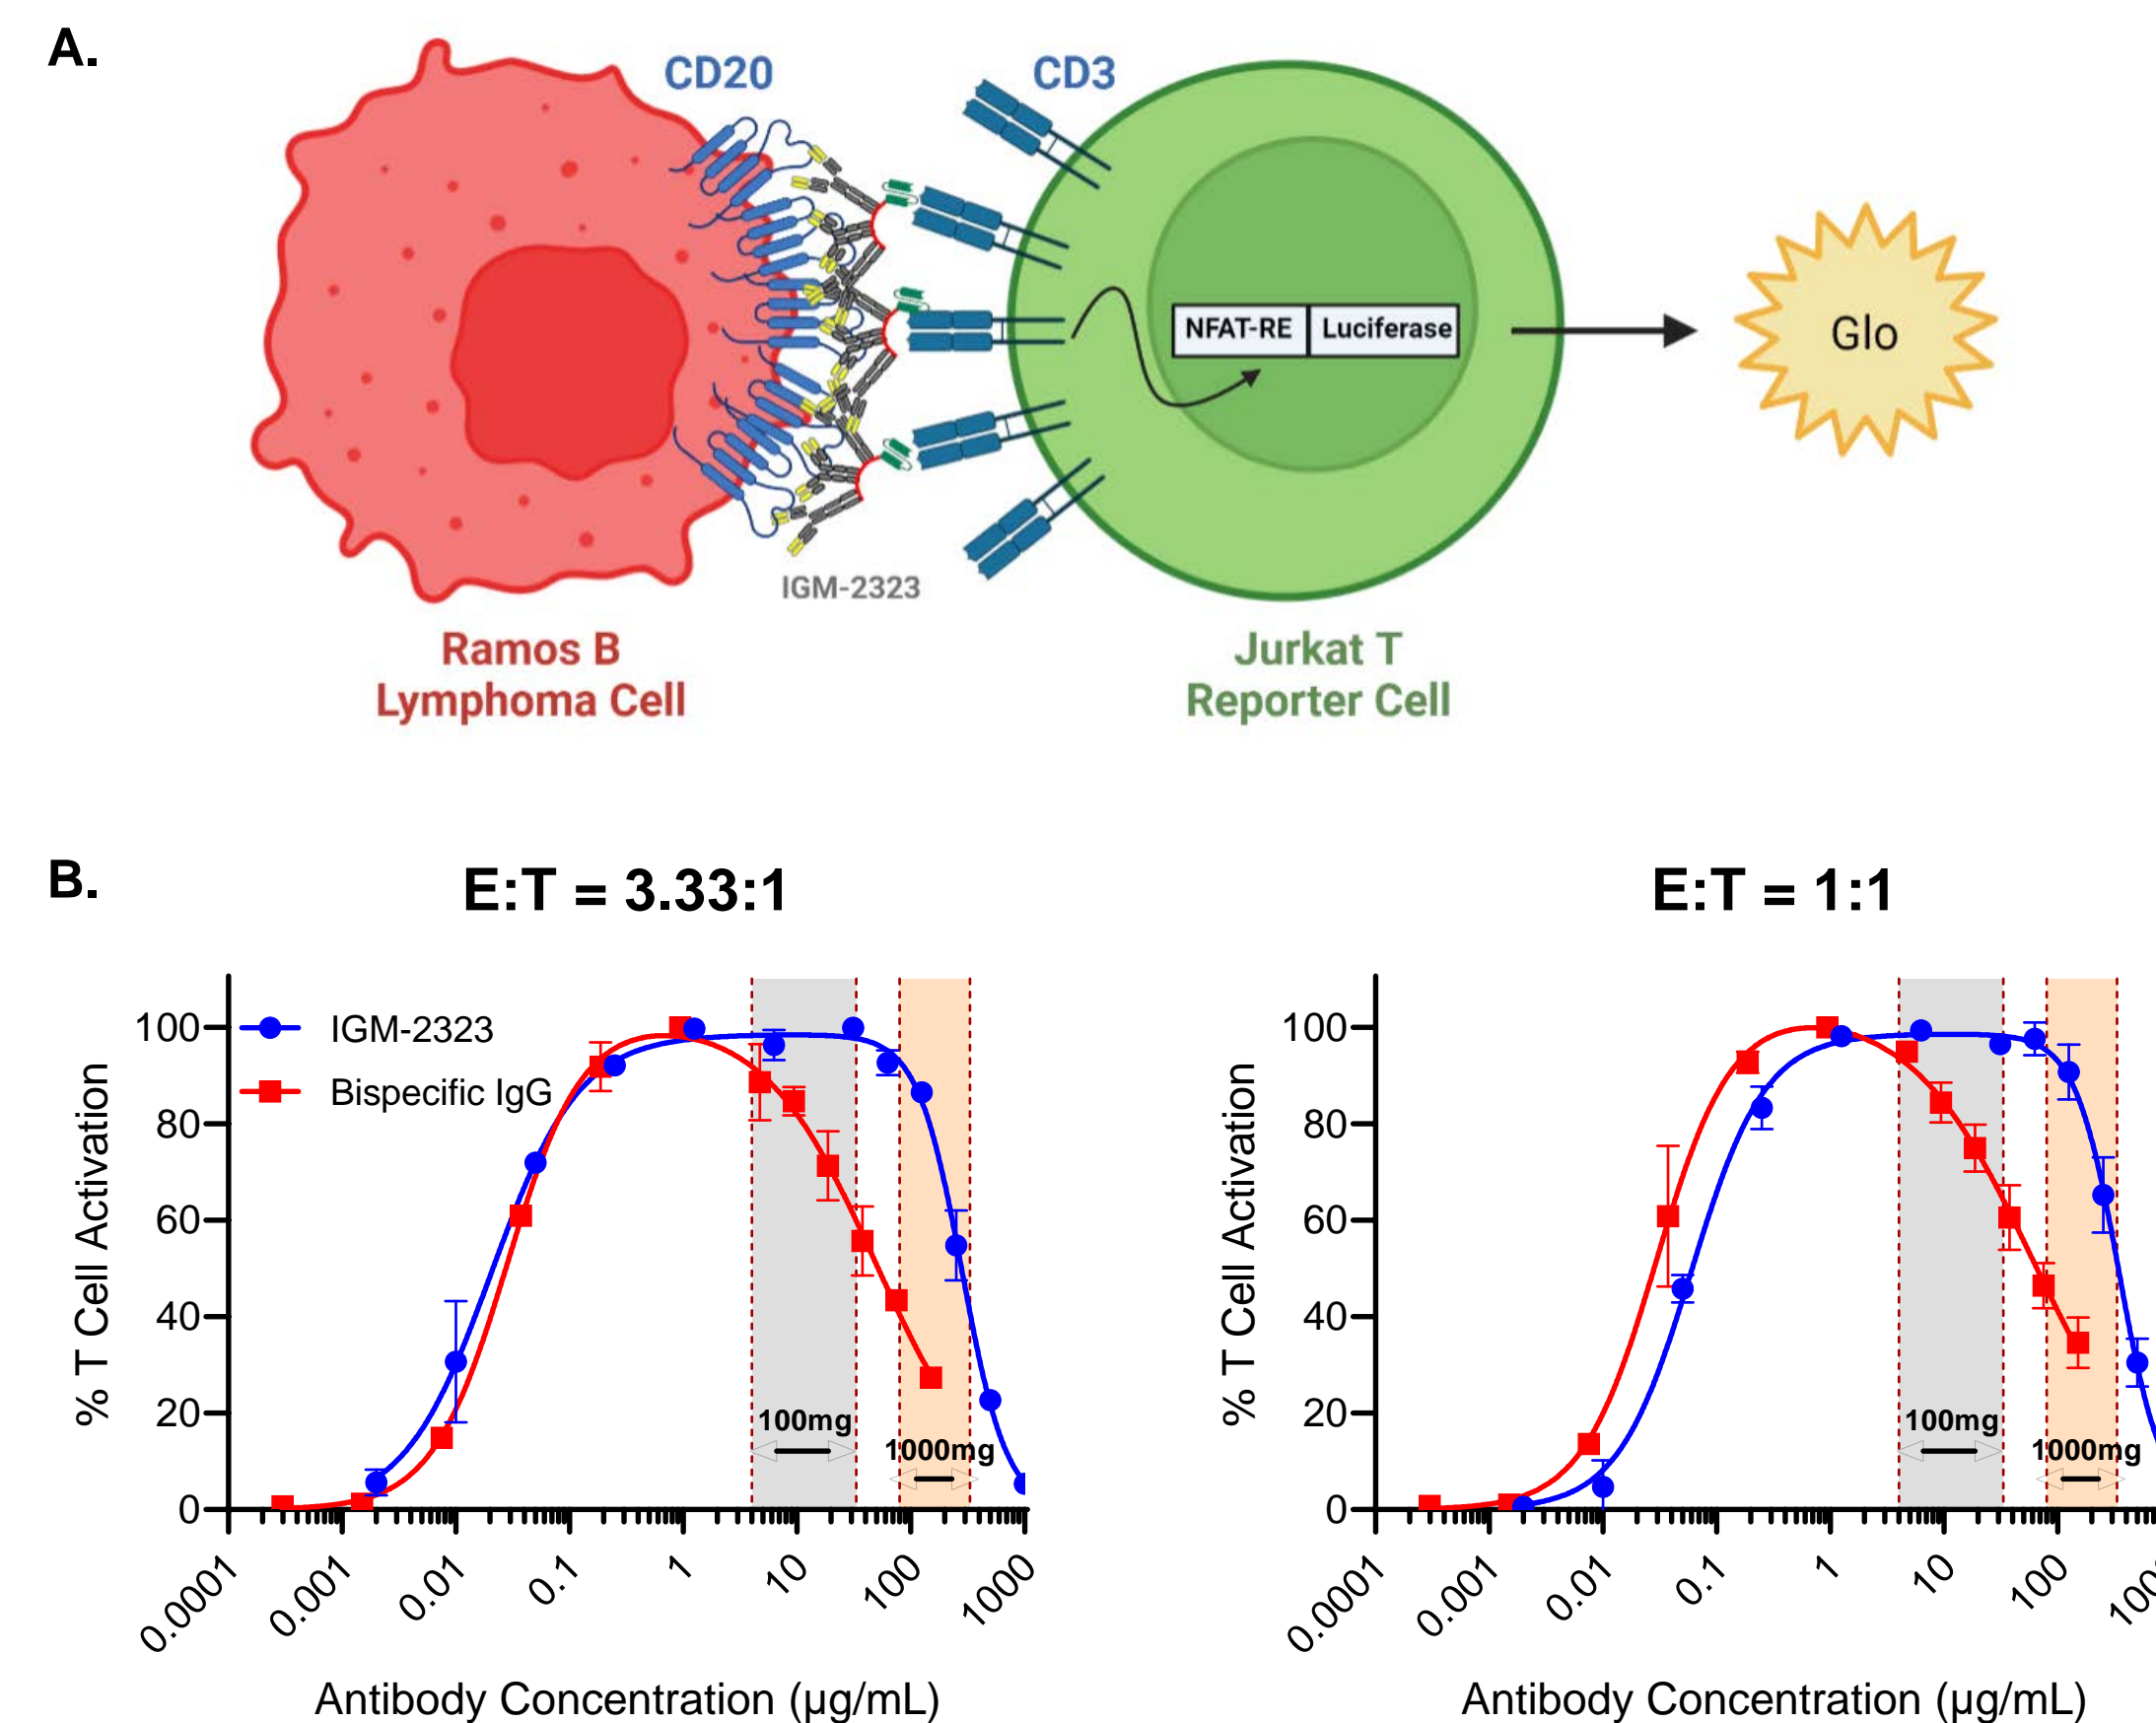 A.
CD20
CD3
NFAT-RE
Luciferase
Glo
IGM-2323
Ramos B
Lymphoma Cell
Jurkat T
Reporter Cell
B.
E:T = 3.33:1
% T Cell Activation
100
80
60
40
20
0
IGM-2323
Bispecific IgG
100mg
1000mg
0.0001
0.001
0.01
0.1
1
10
100
1000
Antibody Concentration (µg/mL)
E:T = 1:1
% T Cell Activation
100
80
60
40
20
0
100mg
1000mg
0.0001
0.001
0.01
0.1
1
10
100
Antibody Concentration (µg/mL)